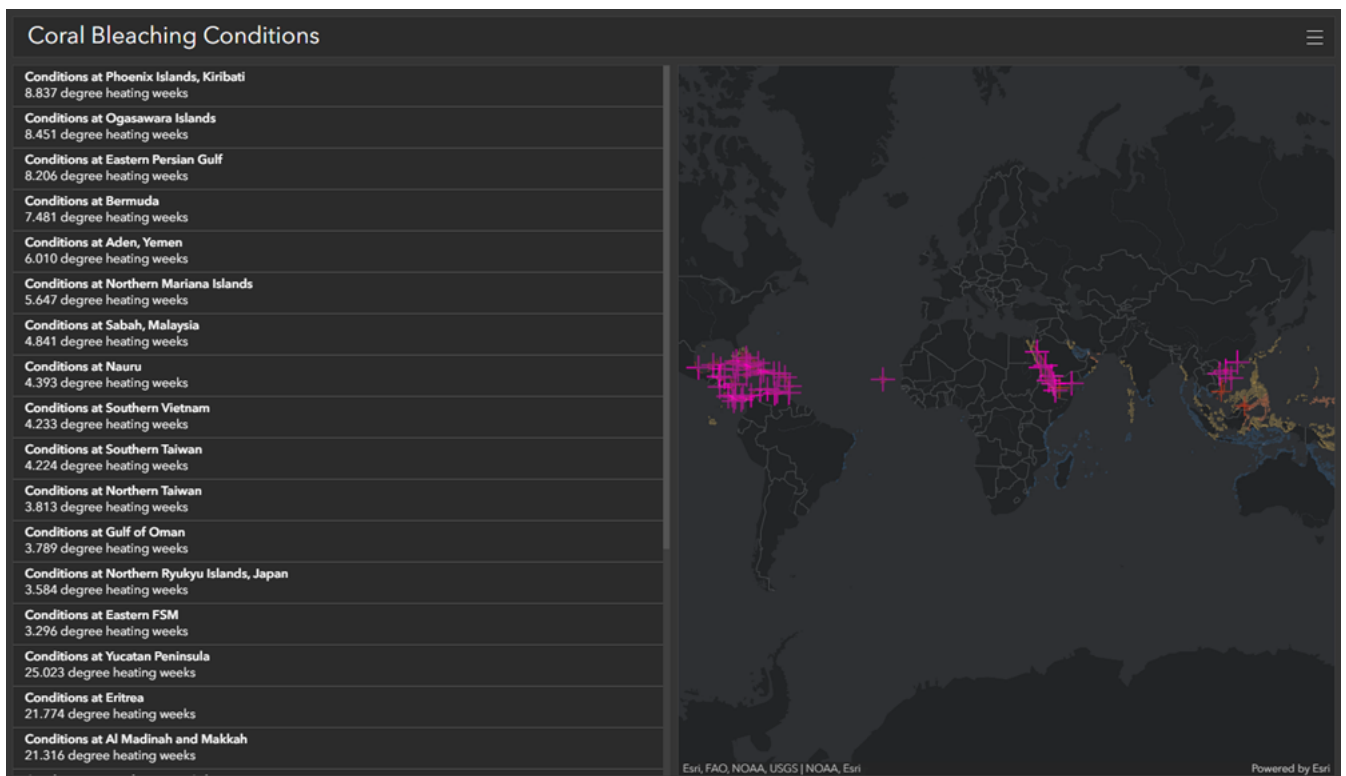 Coral Bleaching Conditions
Conditions at Phoenix Islands, Kiribati
8.837 degree heating weeks
Conditions at Ogasawara Islands
8.451 degree heating weeks
Conditions at Eastern Persian Gulf
8.206 degree heating weeks
Conditions at Bermuda
7.481 degree heating weeks
Conditions at Aden, Yemen
6.010 degree heating weeks
Conditions at Northern Mariana Islands
5.647 degree heating weeks
Conditions at Sabah, Malaysia
4.841 degree heating weeks
Conditions at Nauru
4.393 degree heating weeks
Conditions at Southern Vietnam
4.233 degree heating weeks
Conditions at Southern Taiwan
4.224 degree heating weeks
Conditions at Northern Taiwan
3.813 degree heating weeks
Conditions at Gulf of Oman
3.789 degree heating weeks
Conditions at Northern Ryukyu Islands, Japan
3.584 degree heating weeks
Conditions at Eastern FSM
3.296 degree heating weeks
Conditions at Yucatan Peninsula
25.023 degree heating weeks
Conditions at Eritrea
21.774 degree heating weeks
Conditions at Al Madinah and Makkah
21.316 degree heating weeks
Esri, FAO, NOAA, USGS | NOAA, Esri
Powered by Esri